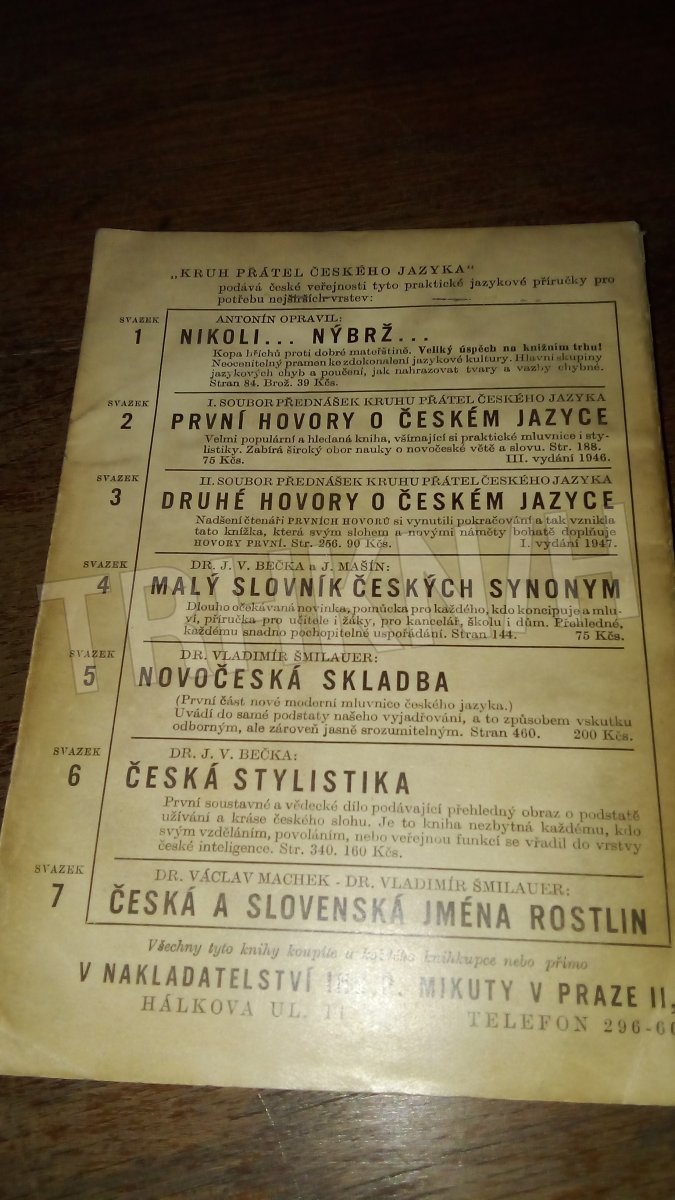 „KRUH PŘÁTEL ČESKÉHO JAZYKA"
podává české veřejnosti tyto praktické jazykové příručky pro
potřebu nejširších vrstev:
SVAZEK
1
ANTONÍN OPRAVIL:
NIKOLI... NÝBRŽ...
Kopa hříchů proti dobré mateřštině. Veliký úspěch na knižním trhu!
Neocenitelný pramen ke zdokonalení jazykové kultury. Hlavní skupiny
jazykových chyb a poučení, jak nahrazovat tvary a vazby chybné.
Stran 84. Brož. 39 Kčs.
SVAZEK
2
I. SOUBOR PŘEDNÁŠEK KRUHU PŘÁTEL ČESKÉHO JAZYKA
PRVNÍ HOVORY O ČESKÉM JAZYCE
Velmi populární a hledaná kniha, všímající si praktické mluvnice i sty-
listiky. Zabírá široký obor nauky o novočeské větě a slovu. Str. 188.
75 Kčs. III. vydání 1946.
SVAZEK
3
II. SOUBOR PŘEDNÁŠEK KRUHU PŘÁTEL ČESKÉHO JAZYKA
DRUHÉ HOVORY O ČESKÉM JAZYCE
Nadšení čtenáři PRVNÍCH HOVORŮ si vynutili pokračování a tak vznikla
tato knížka, která svým slohem a novými náměty bohatě doplňuje
HOVORY PRVNÍ. Str. 256. 90 Kčs. I. vydání 1947.
SVAZEK
4
DR. J. V. BEČKA a J. MAŠÍN:
MALÝ SLOVNÍK ČESKÝCH SYNONYM
Dlouho očekávaná novinka, pomůcka pro každého, kdo koncipuje a mlu-
ví, příručka pro učitele i žáky, pro kancelář, školu i dům. Přehledné,
každému snadno pochopitelné uspořádání. Stran 144. 75 Kčs.
SVAZEK
5
DR. VLADIMÍR ŠMILAUER:
NOVOČESKÁ SKLADBA
(První část nové moderní mluvnice českého jazyka.)
Uvádí do samé podstaty našeho vyjadřování, a to způsobem vskutku
odborným, ale zároveň jasně srozumitelným. Stran 460. 200 Kčs.
SVAZEK
6
DR. J. V. BEČKA:
ČESKÁ STYLISTIKA
První soustavné a vědecké dílo podávající přehledný obraz o podstatě
užívání a kráse českého slohu. Je to kniha nezbytná každému, kdo
svým vzděláním, povoláním, nebo veřejnou funkcí se vřadil do vrstvy
české inteligence. Str. 340. 160 Kčs.
SVAZEK
7
DR. VÁCLAV MACHEK - DR. VLADIMÍR ŠMILAUER:
ČESKÁ A SLOVENSKÁ JMÉNA ROSTLIN
Všechny tyto knihy koupíte u každého knihkupce nebo přímo
V NAKLADATELSTVÍ MIKUTY V PRAZE II,
HÁLKOVA UL. TELEFON 296-60